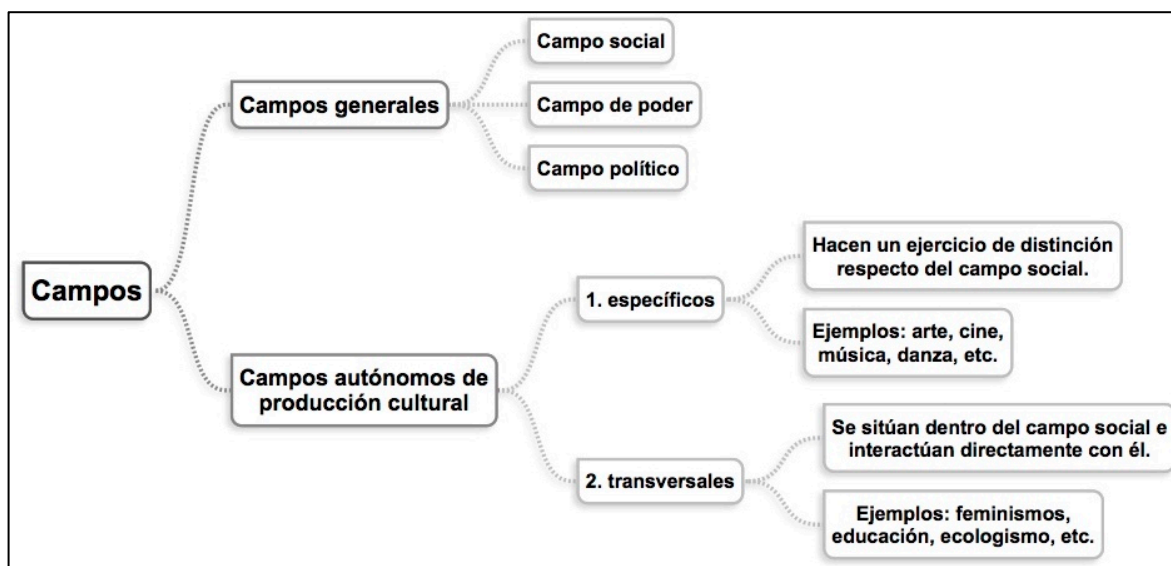 Campos
Campos generales
Campo social
Campo de poder
Campo político
Campos autónomos de
producción cultural
1. específicos
Hacen un ejercicio de distinción
respecto del campo social.
Ejemplos: arte, cine,
música, danza, etc.
2. transversales
Se sitúan dentro del campo social e
interactúan directamente con él.
Ejemplos: feminismos,
educación, ecologismo, etc.